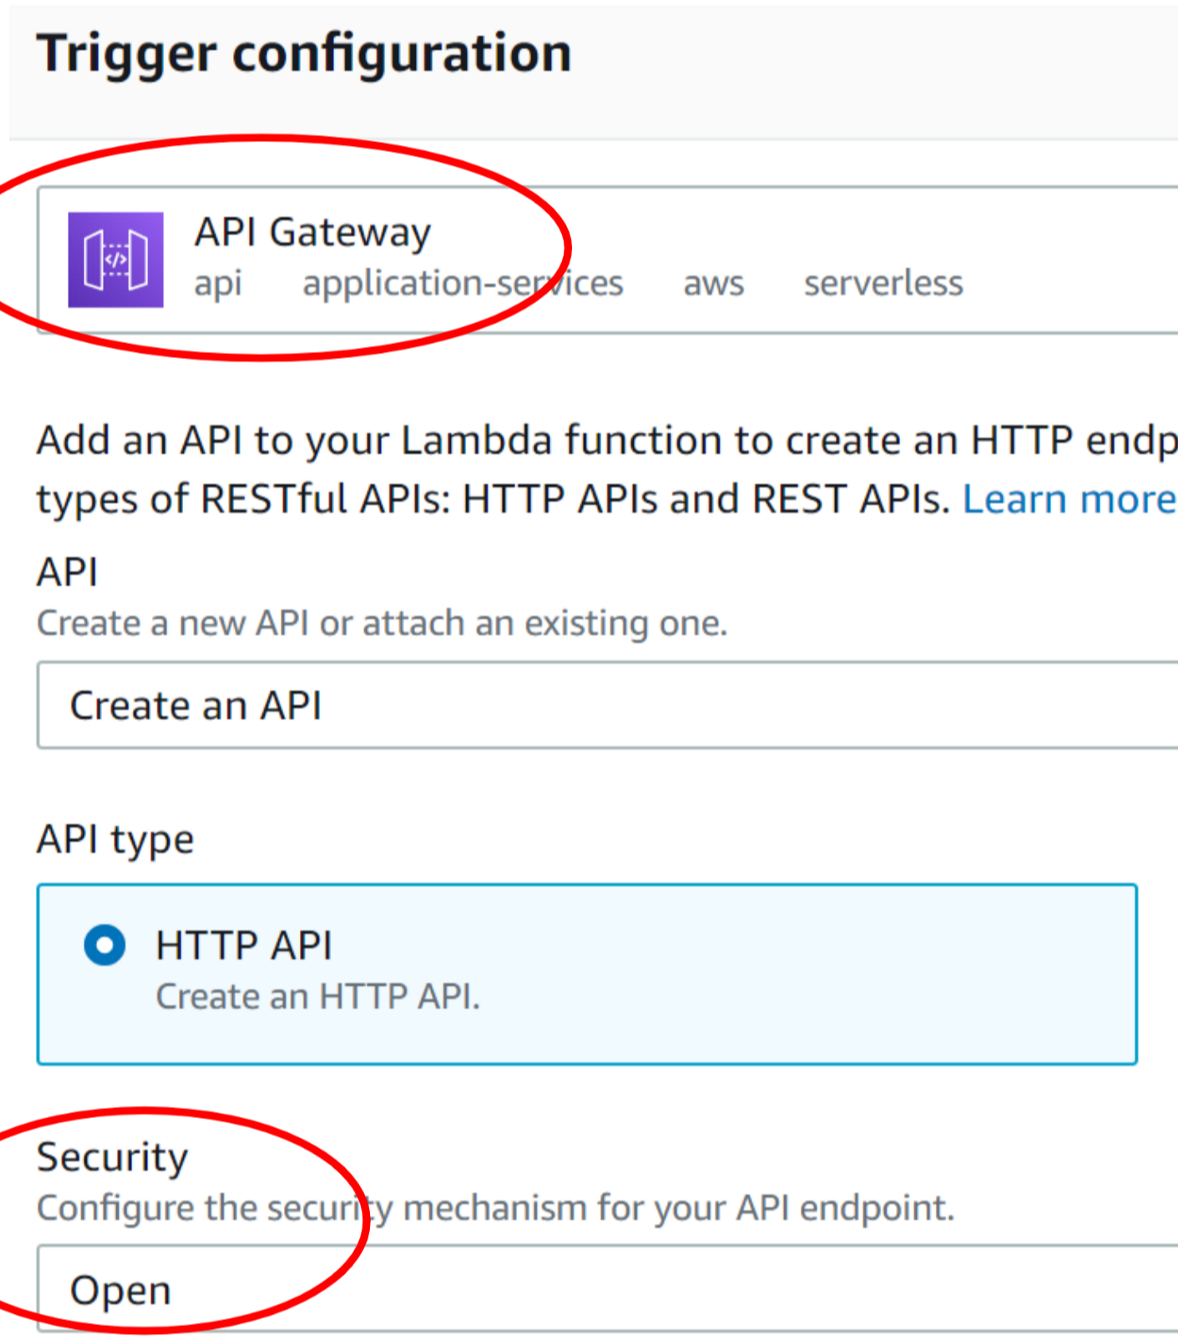 Trigger configuration
API Gateway
api application-services aws serverless
Add an API to your Lambda function to create an HTTP endp
types of RESTful APIs: HTTP APIs and REST APIs. Learn more
API
Create a new API or attach an existing one.
Create an API
API type
HTTP API
Create an HTTP API.
Security
Configure the security mechanism for your API endpoint.
Open